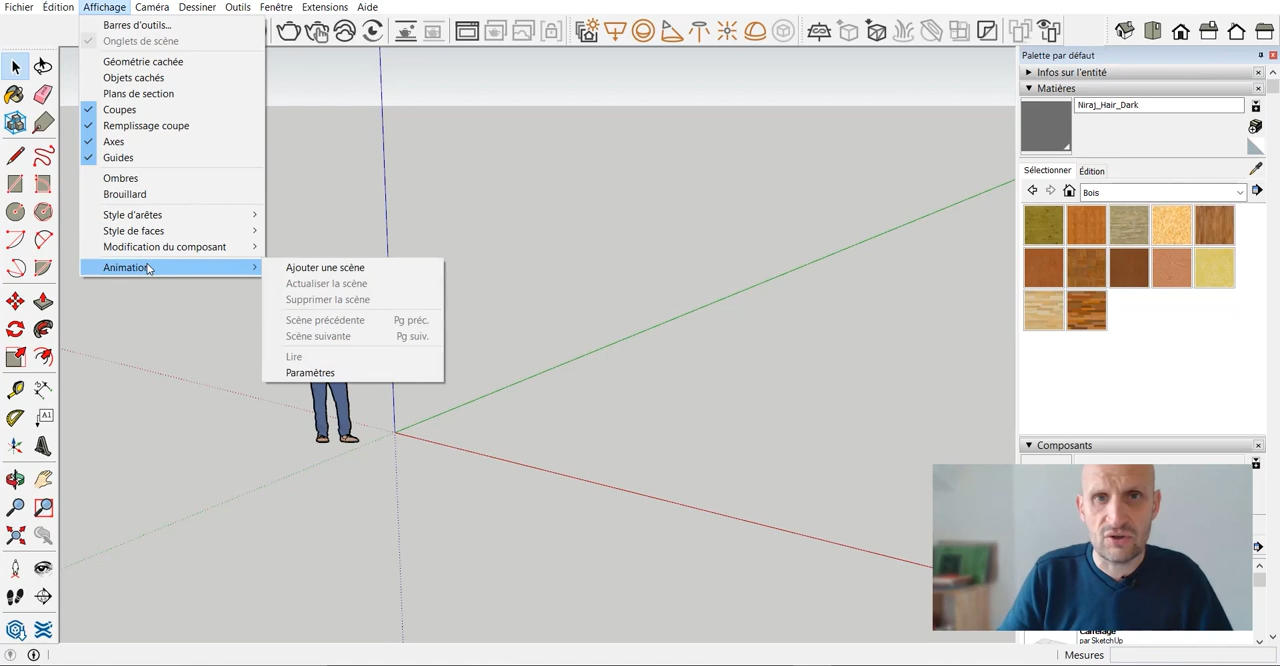 Fichier Édition Affichage Caméra Dessiner Outils Fenêtre Extensions Aide
Barres d'outils...
Onglets de scène
Géométrie cachée
Objets cachés
Plans de section
Coupes
Remplissage coupe
Axes
Guides
Ombres
Brouillard
Style d'arêtes
Style de faces
Modification du composant
Animation
Ajouter une scène
Actualiser la scène
Supprimer la scène
Scène précédente Pg préc.
Scène suivante Pg suiv.
Lire
Paramètres
Palette par défaut
Infos sur l'entité
Matières
Niraj_Hair_Dark
Sélectionner Édition
Bois
Composants
Carrelage
par SketchUp
Mesures